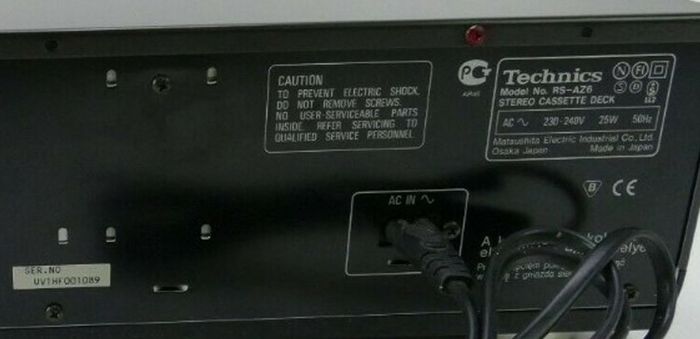 CAUTION
TO PREVENT ELECTRIC SHOCK,
DO NOT REMOVE SCREWS.
NO USER-SERVICEABLE PARTS
INSIDE. REFER SERVICING TO
QUALIFIED SERVICE PERSONNEL.
Technics
Model No. RS-AZ6
STEREO CASSETTE DECK
AC ∿ 230-240V 25W 50Hz
Matsushita Electric Industrial Co., Ltd.
Osaka Japan Made in Japan
B CE
AC IN ∿
SER.NO
VV1HF001089